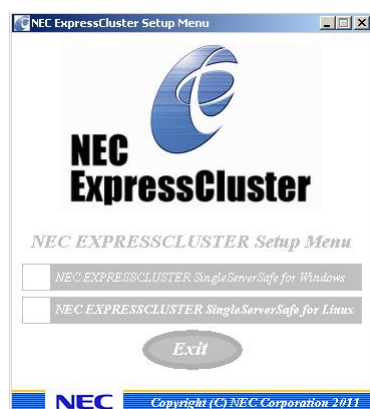 NEC ExpressCluster Setup Menu
NEC
ExpressCluster
NEC EXPRESSCLUSTER Setup Menu
NEC EXPRESSCLUSTER SingleServerSafe for Windows
NEC EXPRESSCLUSTER SingleServerSafe for Linux
Exit
NEC Copyright (C) NEC Corporation 2011